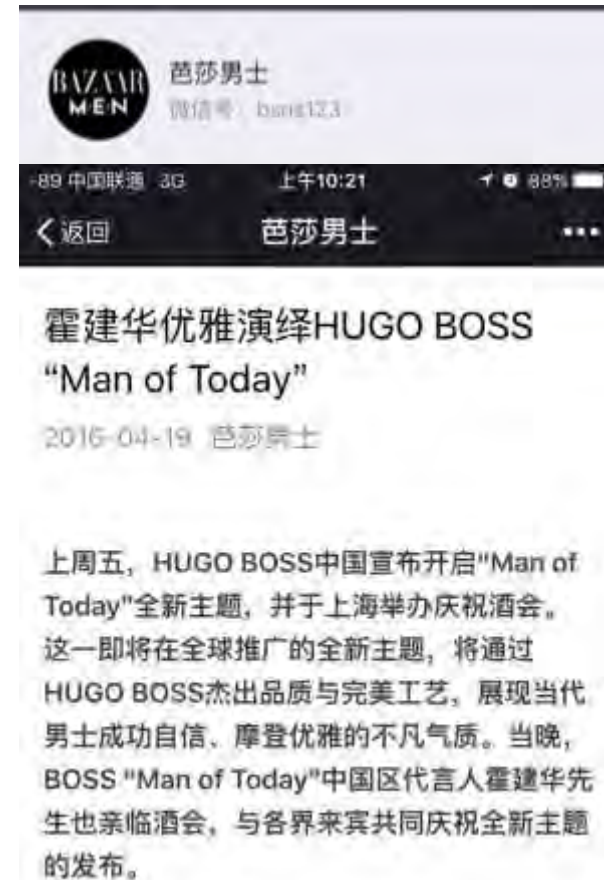 BAZAAR
MEN
芭莎男士
微信号: bsns123
-89 中国联通 3G 上午10:21 88%
返回 芭莎男士
霍建华优雅演绎HUGO BOSS
“Man of Today”
2016-04-19 芭莎男士
上周五，HUGO BOSS中国宣布开启"Man of
Today"全新主题，并于上海举办庆祝酒会。
这一即将在全球推广的全新主题，将通过
HUGO BOSS杰出品质与完美工艺，展现当代
男士成功自信、摩登优雅的不凡气质。当晚，
BOSS "Man of Today"中国区代言人霍建华先
生也亲临酒会，与各界来宾共同庆祝全新主题
的发布。